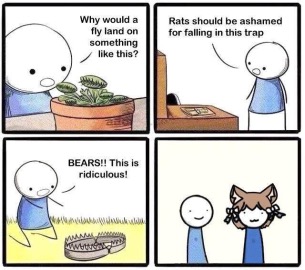 Why would a
fly land on
something
like this?
Rats should be ashamed
for falling in this trap
BEARS!! This is
ridiculous!